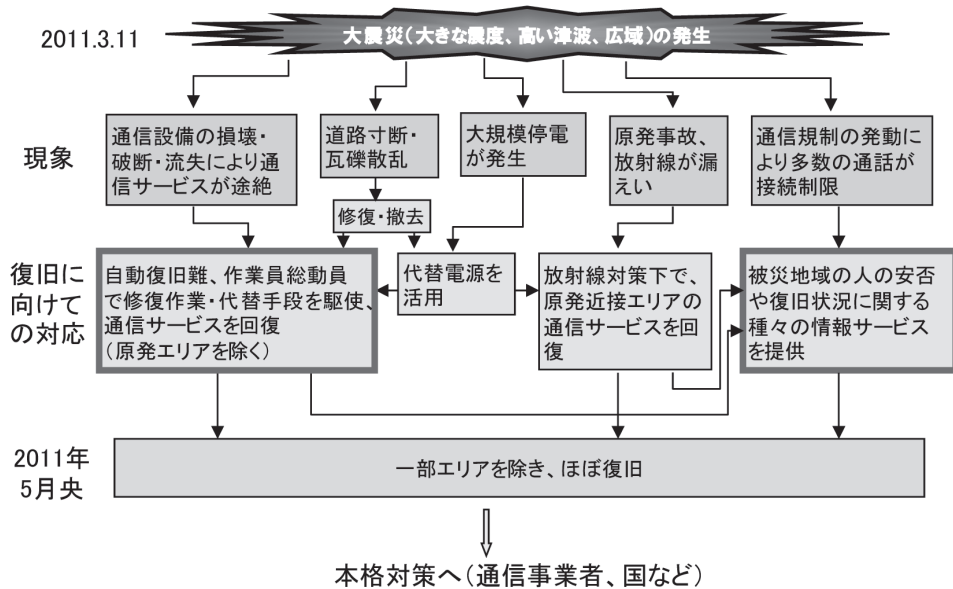 2011.3.11
大震災(大きな震度、高い津波、広域)の発生
現象
通信設備の損壊・
破断・流失により通
信サービスが途絶
道路寸断・
瓦礫散乱
大規模停電
が発生
原発事故、
放射線が漏
えい
通信規制の発動に
より多数の通話が
接続制限
修復・撤去
復旧に
向けて
の対応
自動復旧難、作業員総動員
で修復作業・代替手段を駆使、
通信サービスを回復
(原発エリアを除く)
代替電源を
活用
放射線対策下で、
原発近接エリアの
通信サービスを回
復
被災地域の人の安否
や復旧状況に関する
種々の情報サービス
を提供
2011年
5月央
一部エリアを除き、ほぼ復旧
本格対策へ(通信事業者、国など)